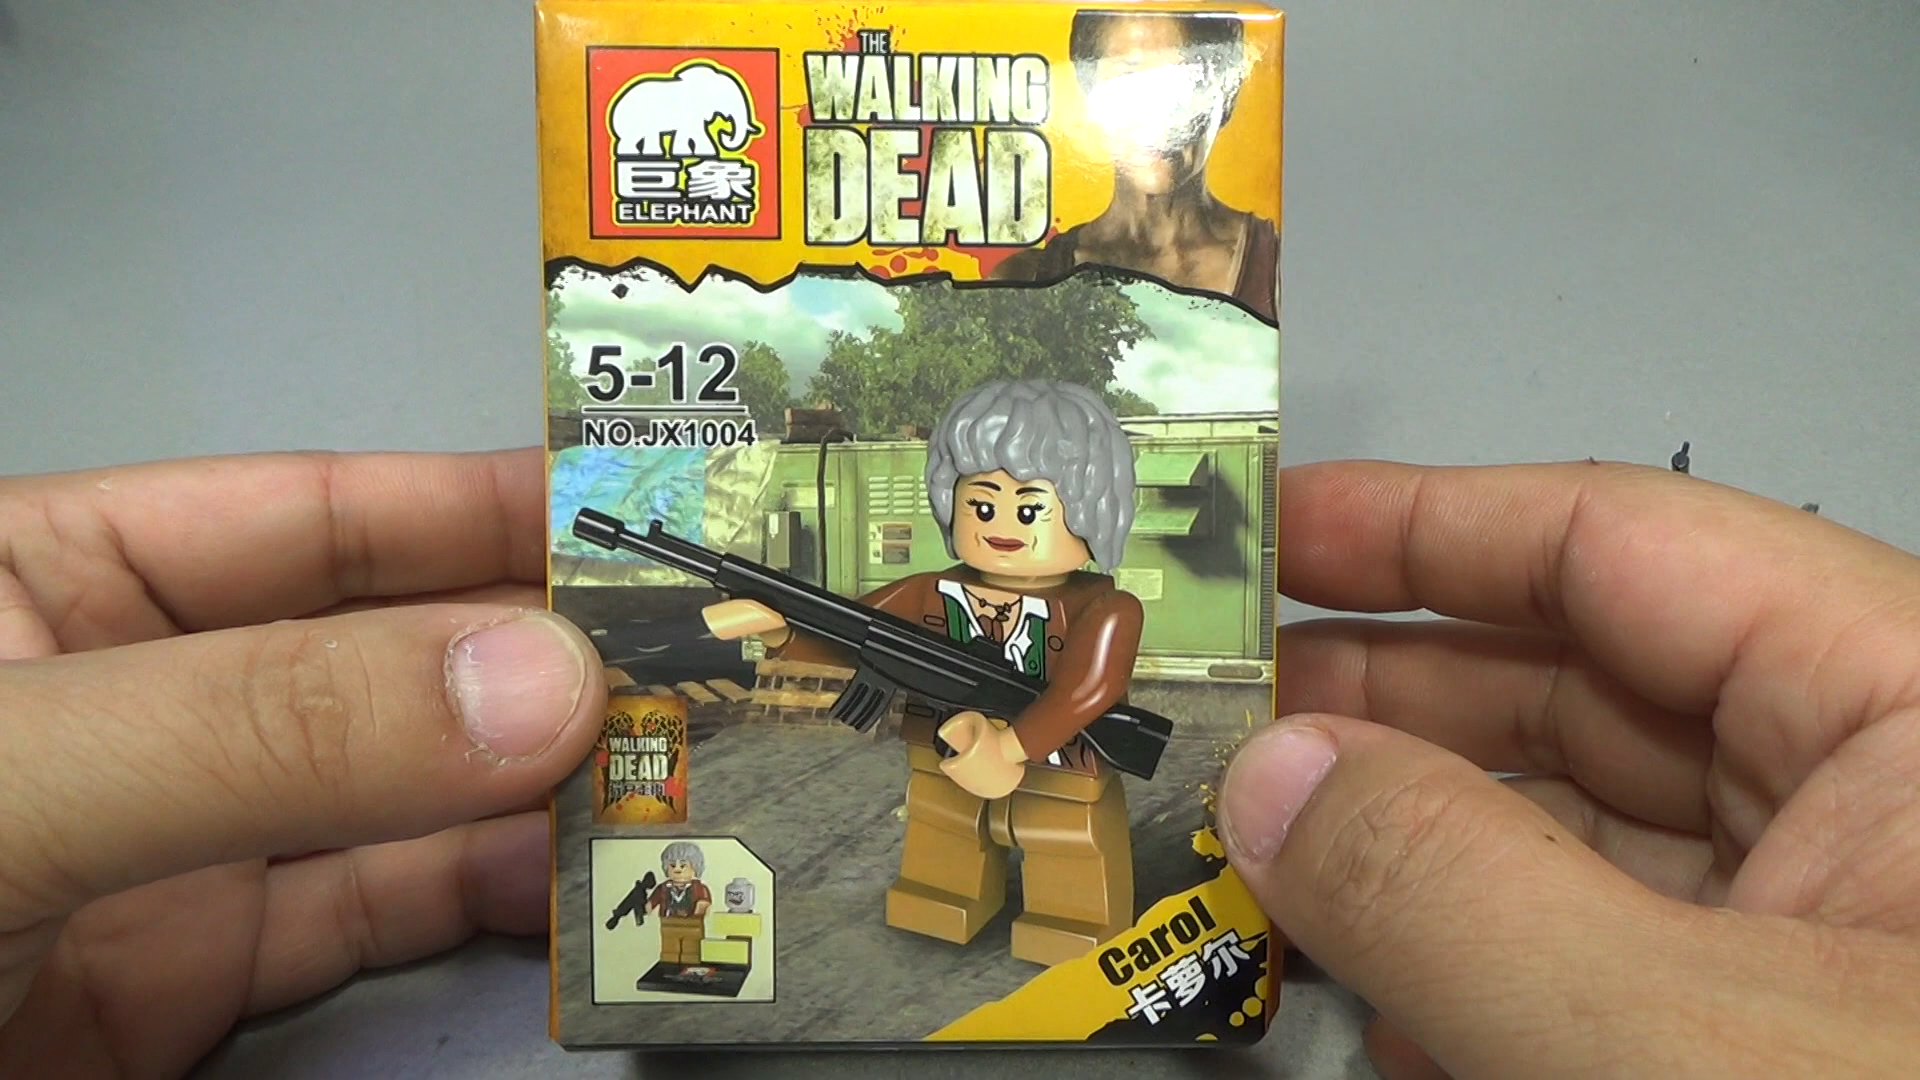 THE
WALKING
DEAD
巨象
ELEPHANT
5-12
NO.JX1004
WALKING
DEAD
Carol
卡萝尔